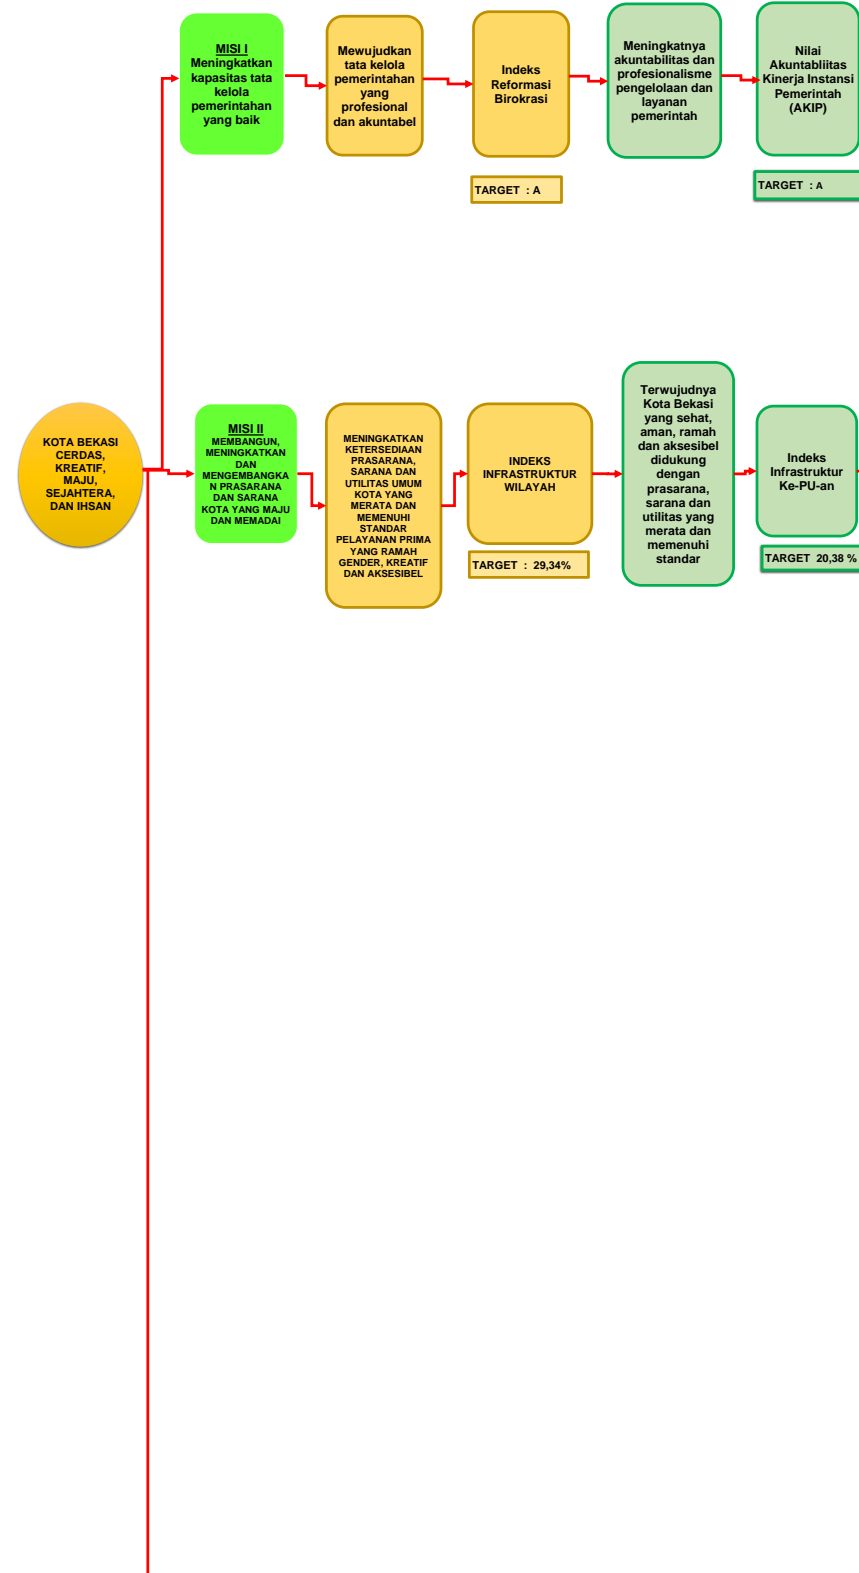 MISI I
Meningkatkan
kapasitas tata
kelola
pemerintahan
yang baik
Mewujudkan
tata kelola
pemerintahan
yang
profesional
dan akuntabel
Indeks
Reformasi
Birokrasi
TARGET : A
Meningkatnya
akuntabilitas dan
profesionalisme
pengelolaan dan
layanan
pemerintah
Nilai
Akuntabliitas
Kinerja Instansi
Pemerintah
(AKIP)
TARGET : A
KOTA BEKASI
CERDAS,
KREATIF,
MAJU,
SEJAHTERA,
DAN IHSAN
MISI II
MEMBANGUN,
MENINGKATKAN
DAN
MENGEMBANGKA
N PRASARANA
DAN SARANA
KOTA YANG MAJU
DAN MEMADAI
MENINGKATKAN
KETERSEDIAAN
PRASARANA,
SARANA DAN
UTILITAS UMUM
KOTA YANG
MERATA DAN
MEMENUHI
STANDAR
PELAYANAN PRIMA
YANG RAMAH
GENDER, KREATIF
DAN AKSESIBEL
INDEKS
INFRASTRUKTUR
WILAYAH
TARGET : 29,34%
Terwujudnya
Kota Bekasi
yang sehat,
aman, ramah
dan aksesibel
didukung
dengan
prasarana,
sarana dan
utilitas yang
merata dan
memenuhi
standar
Indeks
Infrastruktur
Ke-PU-an
TARGET 20,38 %